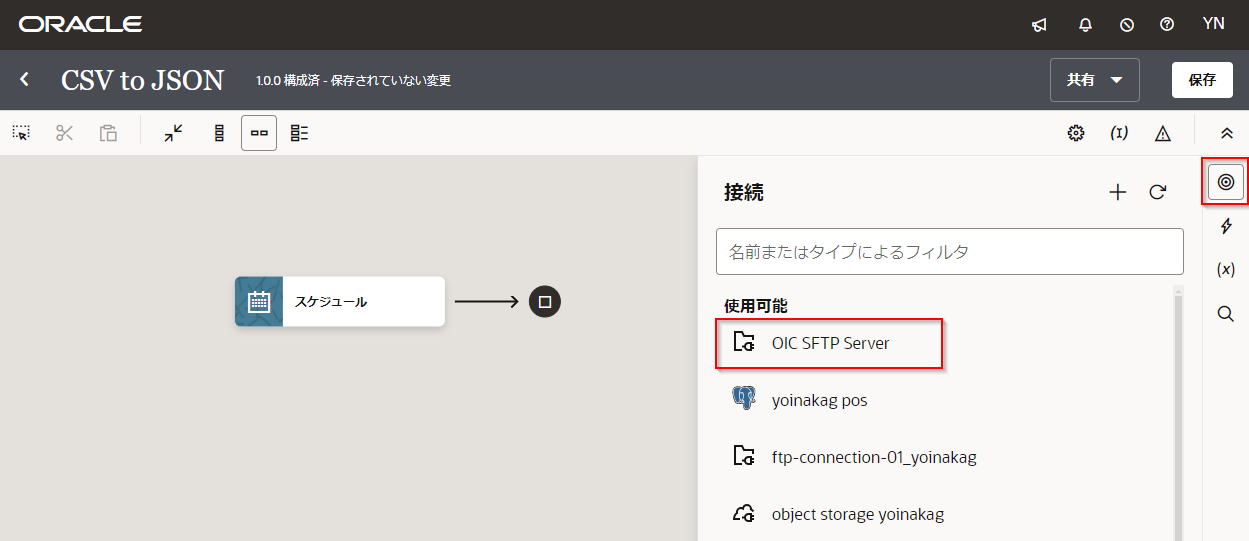 ORACLE
YN
CSV to JSON
1.0.0 構成済 - 保存されていない変更
共有
保存
(I)
接続
名前またはタイプによるフィルタ
(x)
スケジュール
使用可能
OIC SFTP Server
yoinakag pos
ftp-connection-01_yoinakag
object storage yoinakag